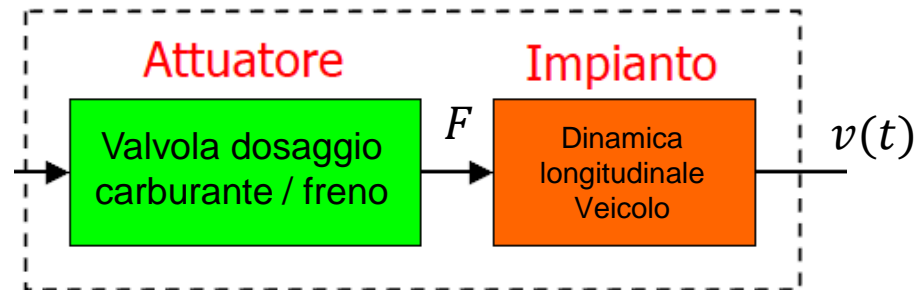 Attuatore
Impianto
Valvola dosaggio
carburante / freno
F
Dinamica
longitudinale
Veicolo
v(t)